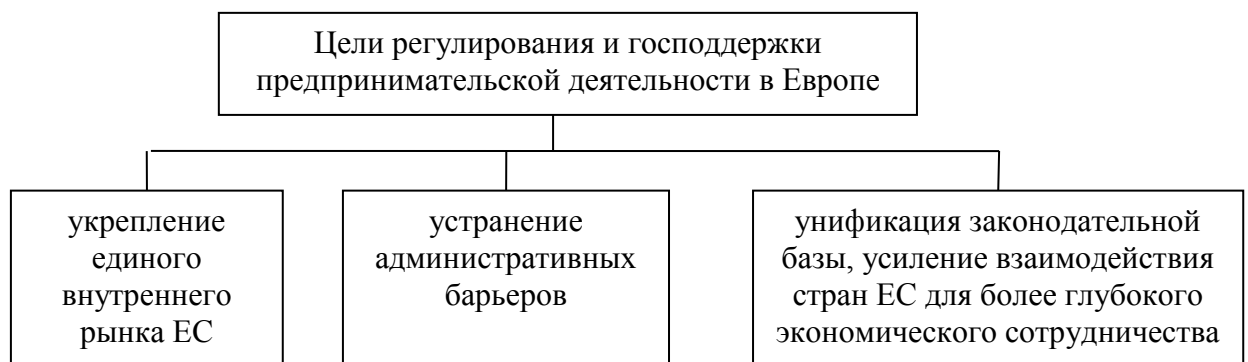 Цели регулирования и господдержки
предпринимательской деятельности в Европе
укрепление
единого
внутреннего
рынка ЕС
устранение
административных
барьеров
унификация законодательной
базы, усиление взаимодействия
стран ЕС для более глубокого
экономического сотрудничества